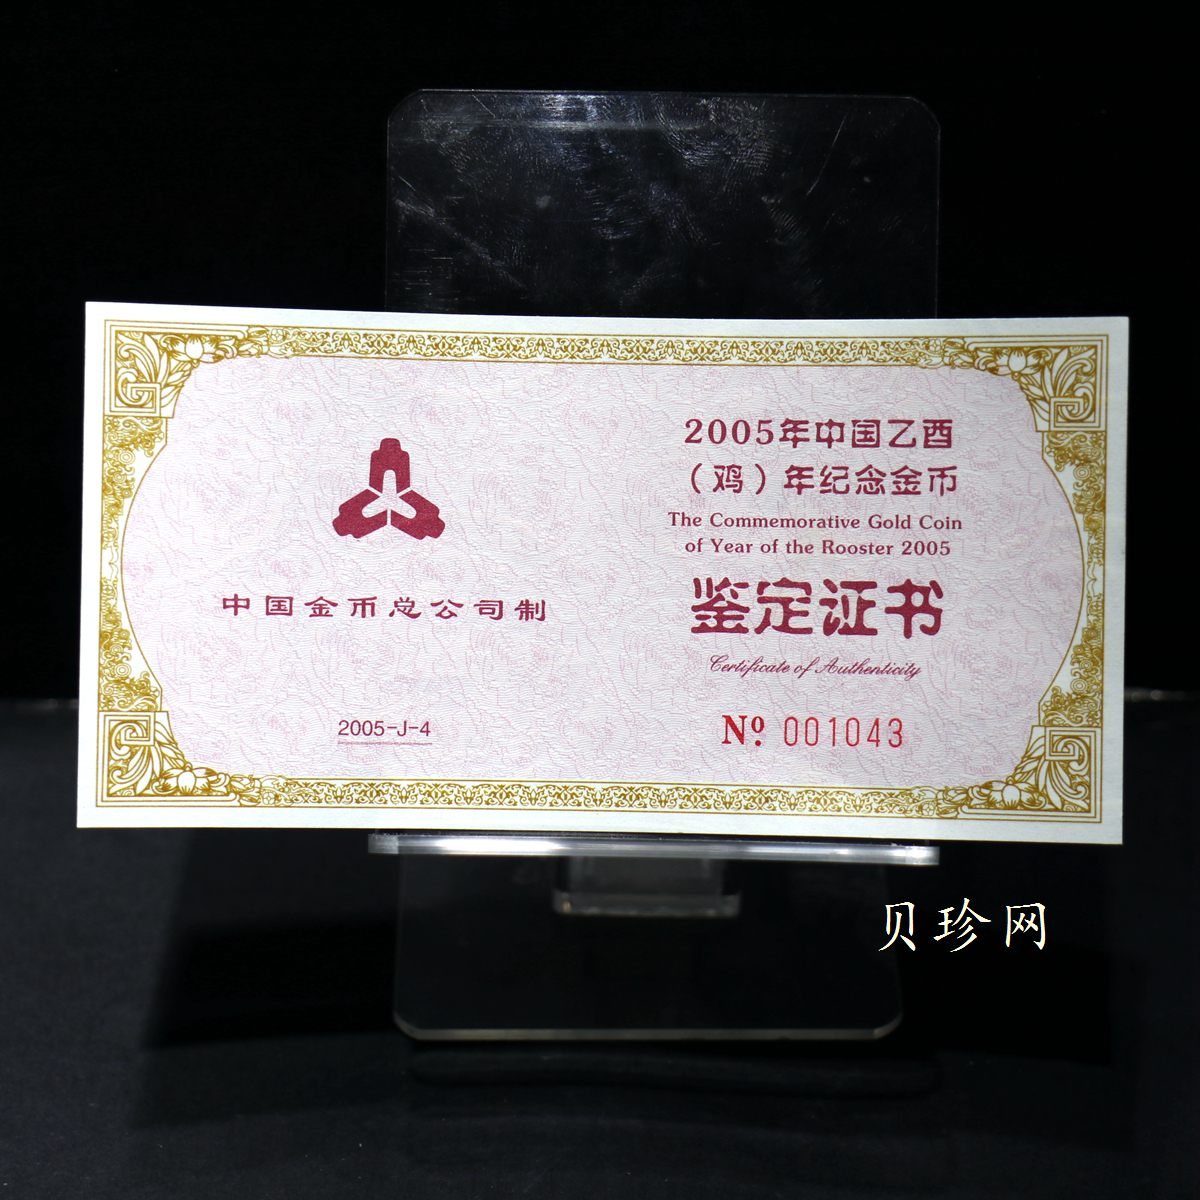 中国金币总公司制
2005-J-4
2005年中国乙酉
（鸡）年纪念金币
The Commemorative Gold Coin
of Year of the Rooster 2005
鉴定证书
Certificate of Authenticity
Nº 001043
贝珍网